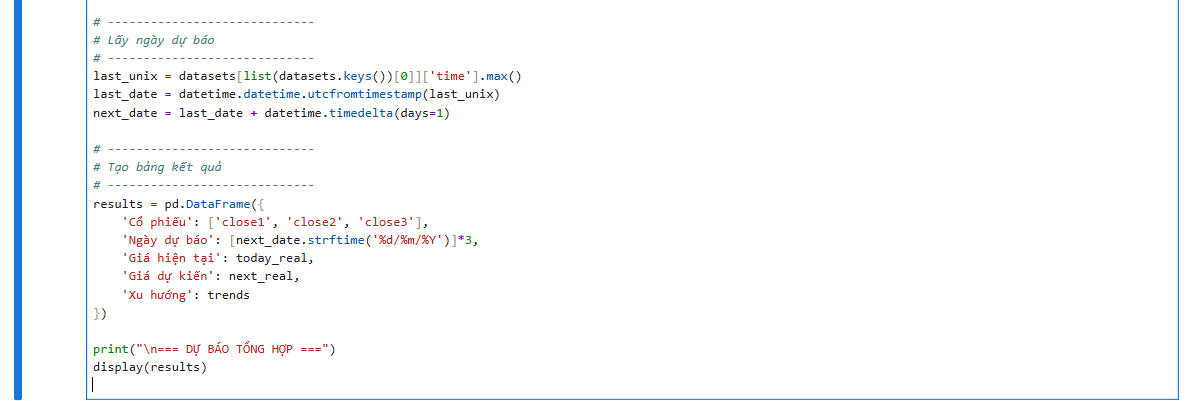 # -----------------------------
# Lấy ngày dự báo
# -----------------------------
last_unix = datasets[list(datasets.keys())[0]]['time'].max()
last_date = datetime.datetime.utcfromtimestamp(last_unix)
next_date = last_date + datetime.timedelta(days=1)
# -----------------------------
# Tạo bảng kết quả
# -----------------------------
results = pd.DataFrame({
    'Cổ phiếu': ['close1', 'close2', 'close3'],
    'Ngày dự báo': [next_date.strftime('%d/%m/%Y')]*3,
    'Giá hiện tại': today_real,
    'Giá dự kiến': next_real,
    'Xu hướng': trends
})
print("\n=== DỰ BÁO TỔNG HỢP ===")
display(results)